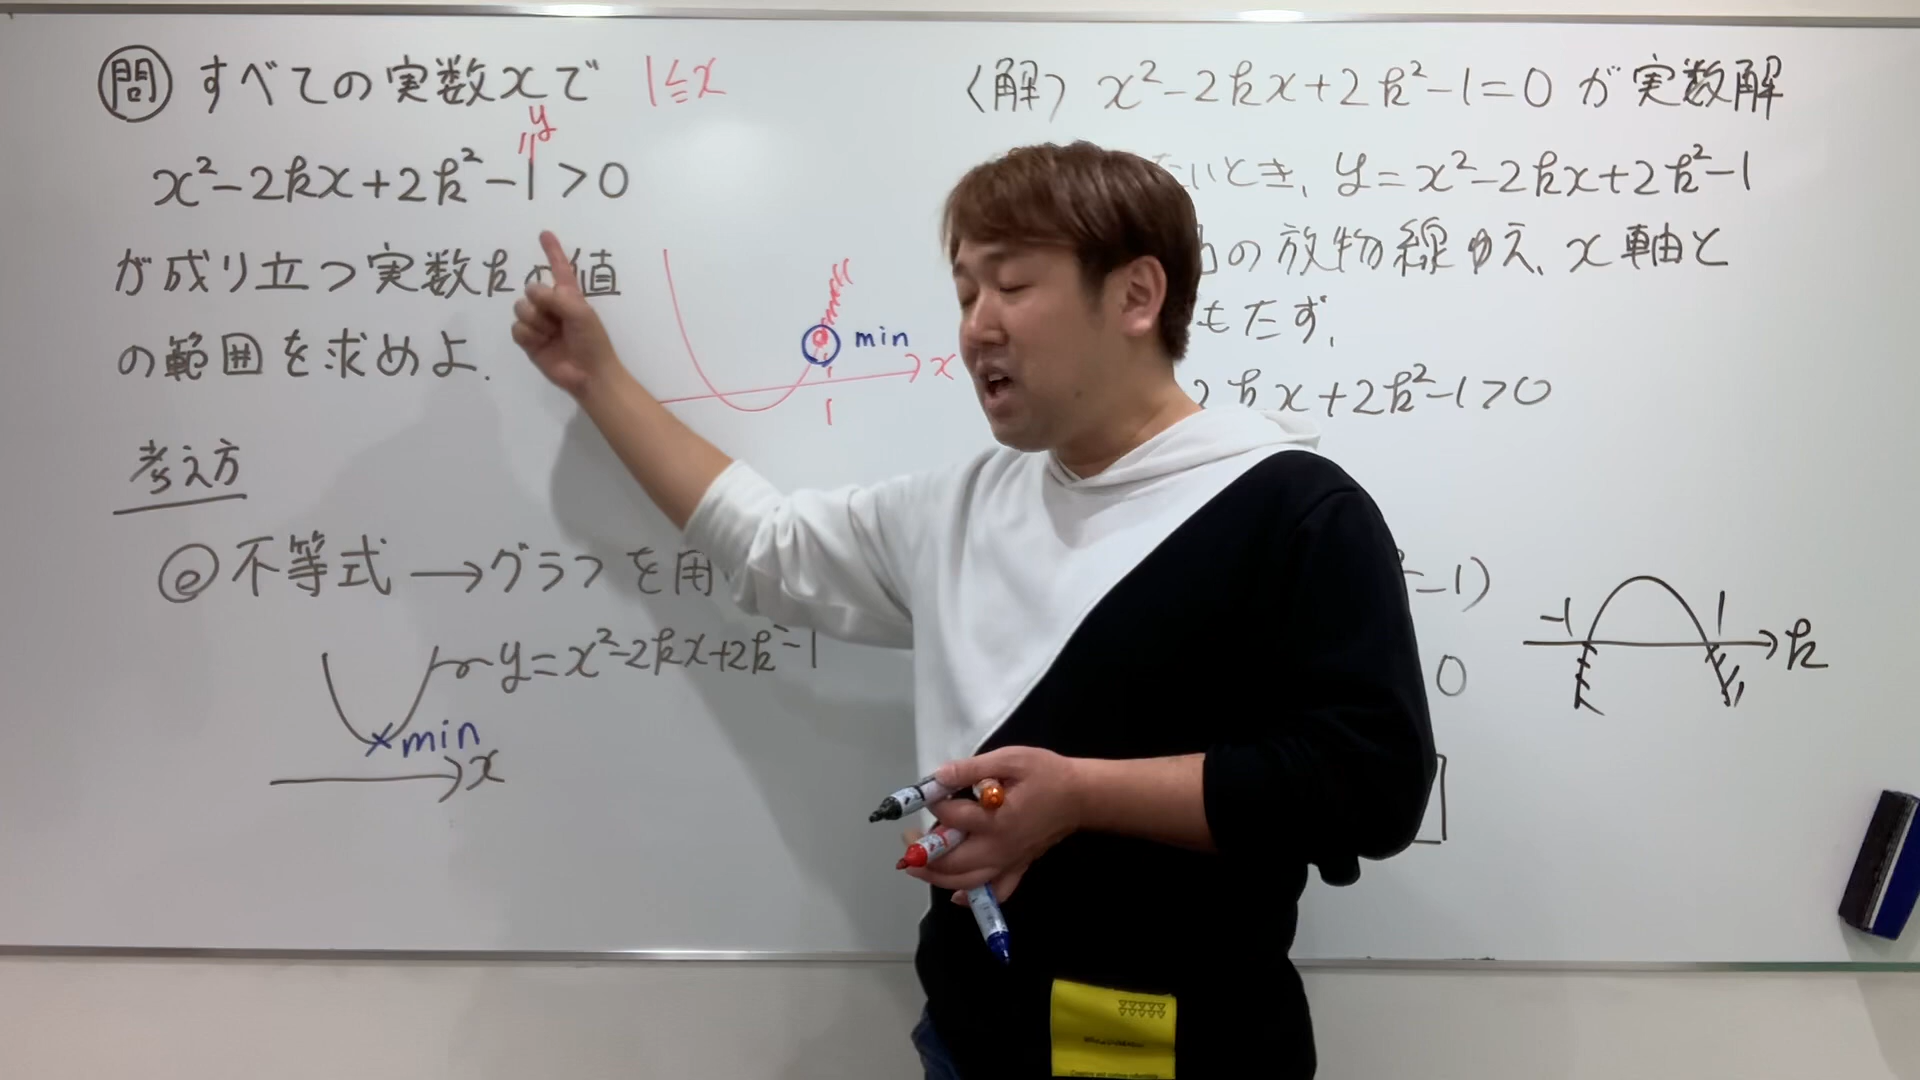 問 すべての実数xで 1≦x
y
x²-2kx+2k²-1>0
が成り立つ実数kの値
の範囲を求めよ.
min
x
1
考え方
◎不等式→グラフを用
y=x²-2kx+2k²-1
min
x
〈解〉x²-2kx+2k²-1=0 が実数解
いとき、y=x²-2kx+2k²-1
の放物線ゆえ、x軸と
もたず、
2kx+2k²-1>0
-1)
0
-1 1 k